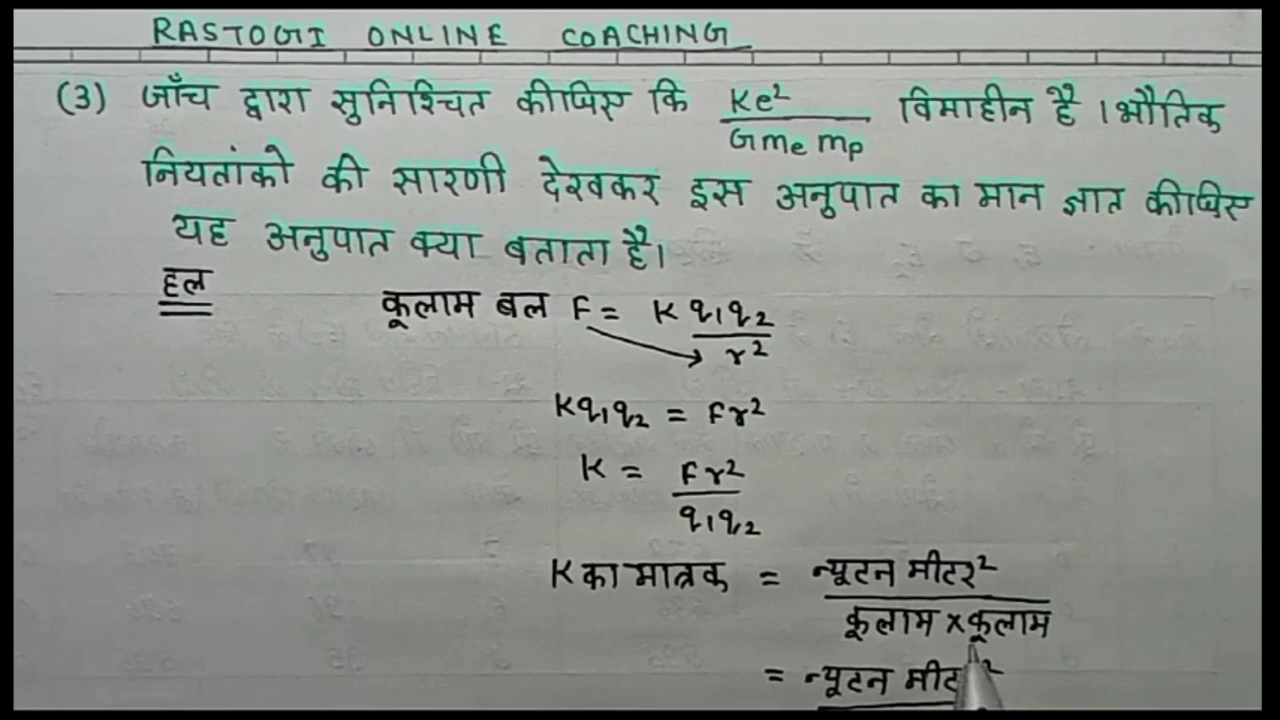 RASTOGI ONLINE COACHING
(3) जाँच द्वारा सुनिश्चित कीजिए कि Ke²/Gmₑmₚ विमाहीन है । भौतिक
नियतांको की सारणी देखकर इस अनुपात का मान ज्ञात कीजिए
यह अनुपात क्या बताता है।
हल
कूलाम बल F = K q₁q₂/r²
Kq₁q₂ = Fr²
K = Fr²/q₁q₂
K का मात्रक = न्यूटन मीटर²/कूलाम × कूलाम
= न्यूटन